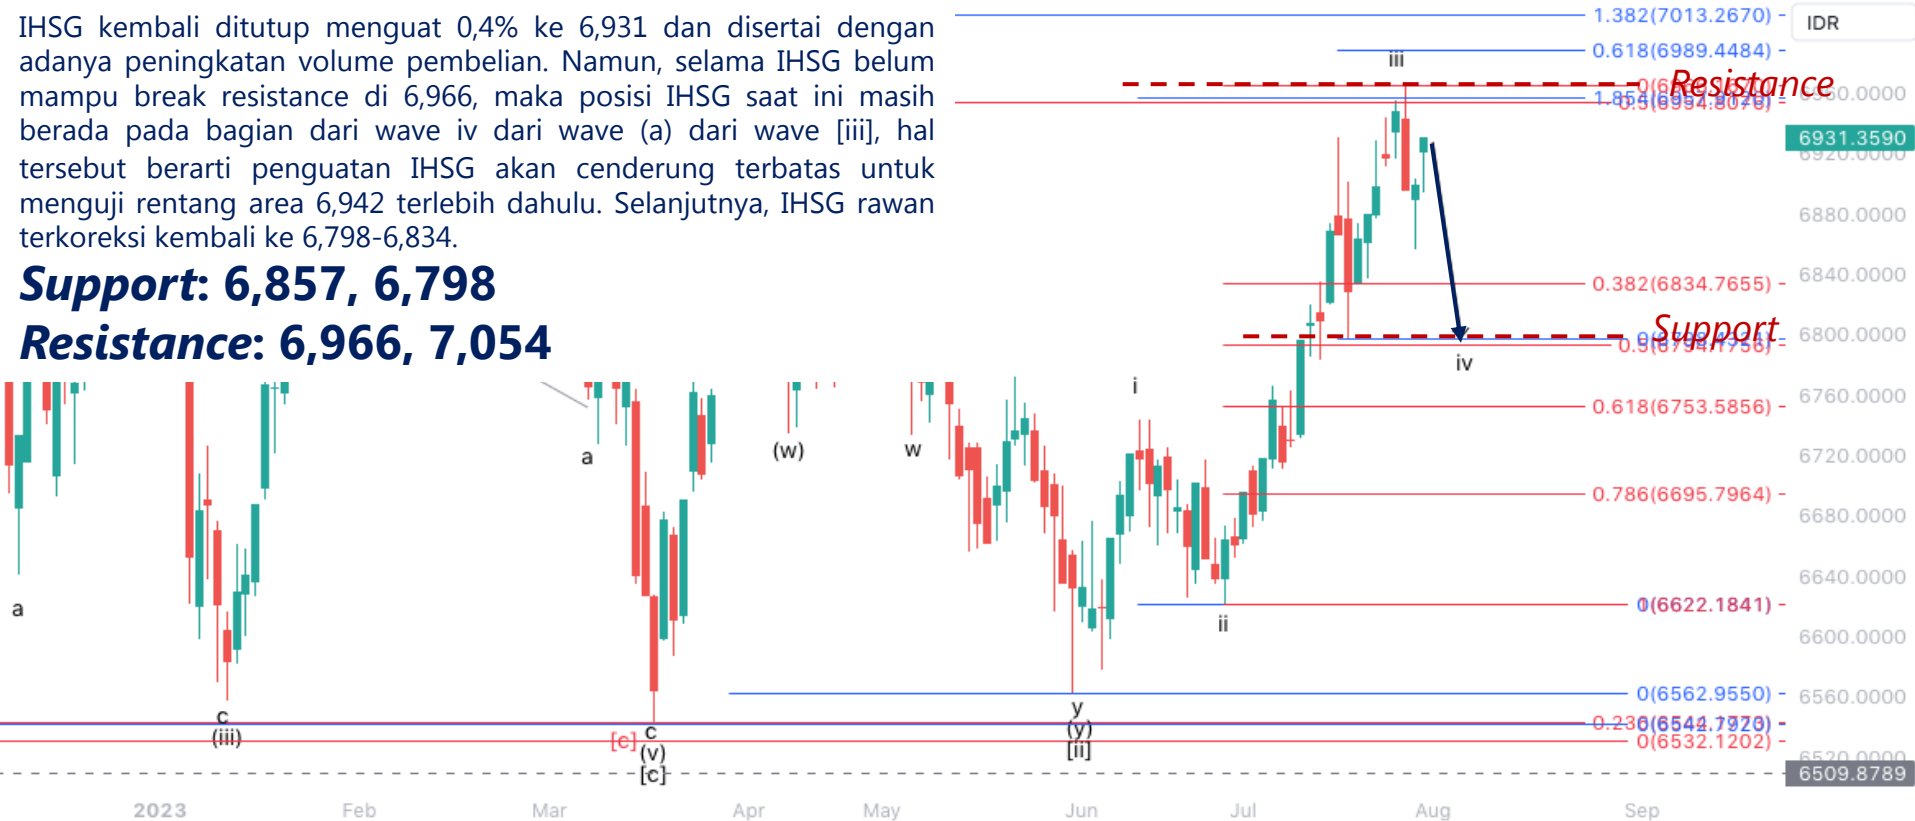 IHSG kembali ditutup menguat 0,4% ke 6,931 dan disertai dengan
adanya peningkatan volume pembelian. Namun, selama IHSG belum
mampu break resistance di 6,966, maka posisi IHSG saat ini masih
berada pada bagian dari wave iv dari wave (a) dari wave [iii], hal
tersebut berarti penguatan IHSG akan cenderung terbatas untuk
menguji rentang area 6,942 terlebih dahulu. Selanjutnya, IHSG rawan
terkoreksi kembali ke 6,798-6,834.
Support: 6,857, 6,798
Resistance: 6,966, 7,054
1.382(7013.2670)
IDR
0.618(6989.4484)
iii
Resistance
6931.3590
6920.0000
6880.0000
0.382(6834.7655)
6840.0000
Support
6800.0000
iv
i
6760.0000
0.618(6753.5856)
a
(w)
w
6720.0000
0.786(6695.7964)
6680.0000
6640.0000
a
(6622.1841)
ii
6600.0000
0(6562.9550)
6560.0000
c
(iii)
[c]
c
(v)
[c]
y
(y)
[ii]
0(6532.1202)
6520.0000
6509.8789
2023
Feb
Mar
Apr
May
Jun
Jul
Aug
Sep